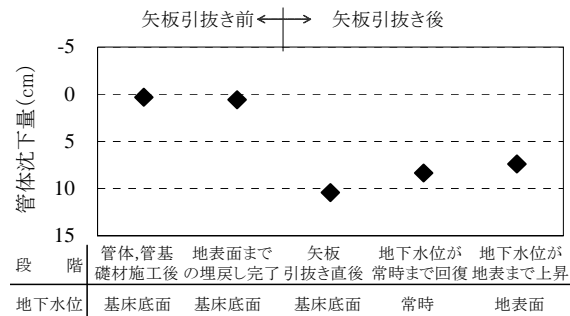 矢板引抜き前 ←→ 矢板引抜き後
管体沈下量(cm)
-5
0
5
10
15
段 階
管体,管基
礎材施工後
地表面まで
の埋戻し完了
矢板
引抜き直後
地下水位が
常時まで回復
地下水位が
地表まで上昇
地下水位 基床底面 基床底面 基床底面 常時 地表面